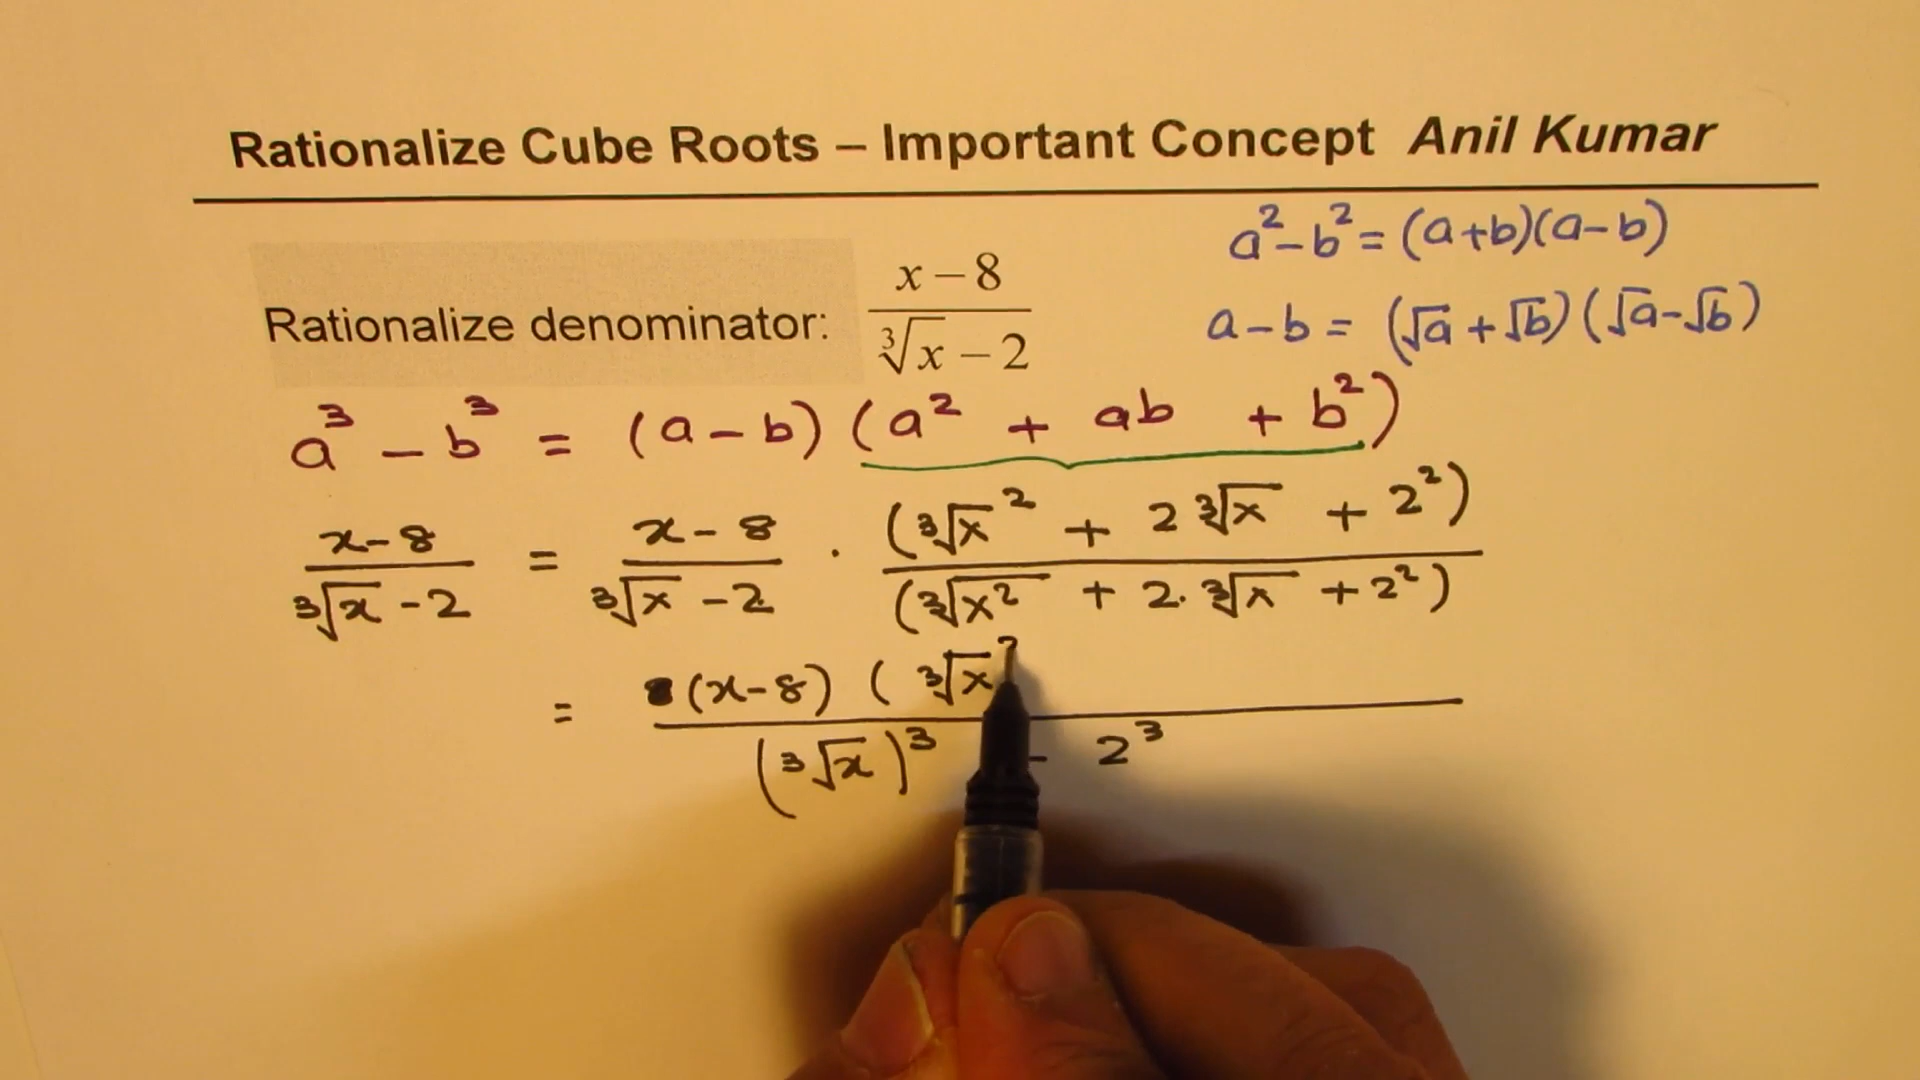 Rationalize Cube Roots – Important Concept Anil Kumar
a² – b² = (a+b)(a–b)
Rationalize denominator: (x – 8)/(∛x – 2)
a – b = (√a + √b)(√a – √b)
a³ – b³ = (a – b)(a² + ab + b²)
(x – 8)/(∛x – 2) = (x – 8)/(∛x – 2) · (∛x² + 2∛x + 2²)/(∛x² + 2·∛x + 2²)
= (x – 8)(∛x²/(∛x)³ – 2³